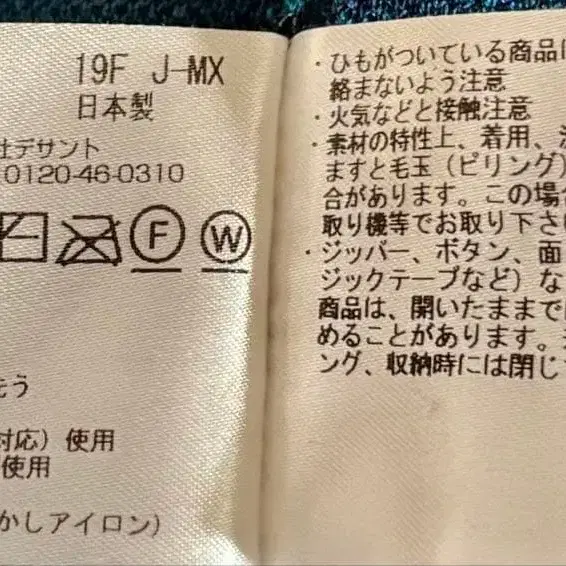 19F J-MX
日本製
社デサント
0120-46-0310
F W
もう
対応）使用
使用
かしアイロン）
・ひもがついている商品は
絡まないよう注意
・火気などと接触注意
・素材の特性上、着用、洗
ますと毛玉（ピリング）
合があります。この場合
取り機等でお取り下さい
・ジッパー、ボタン、面
ジックテープなど）な
商品は、開いたままで
めることがあります。
ング、収納時には閉じ